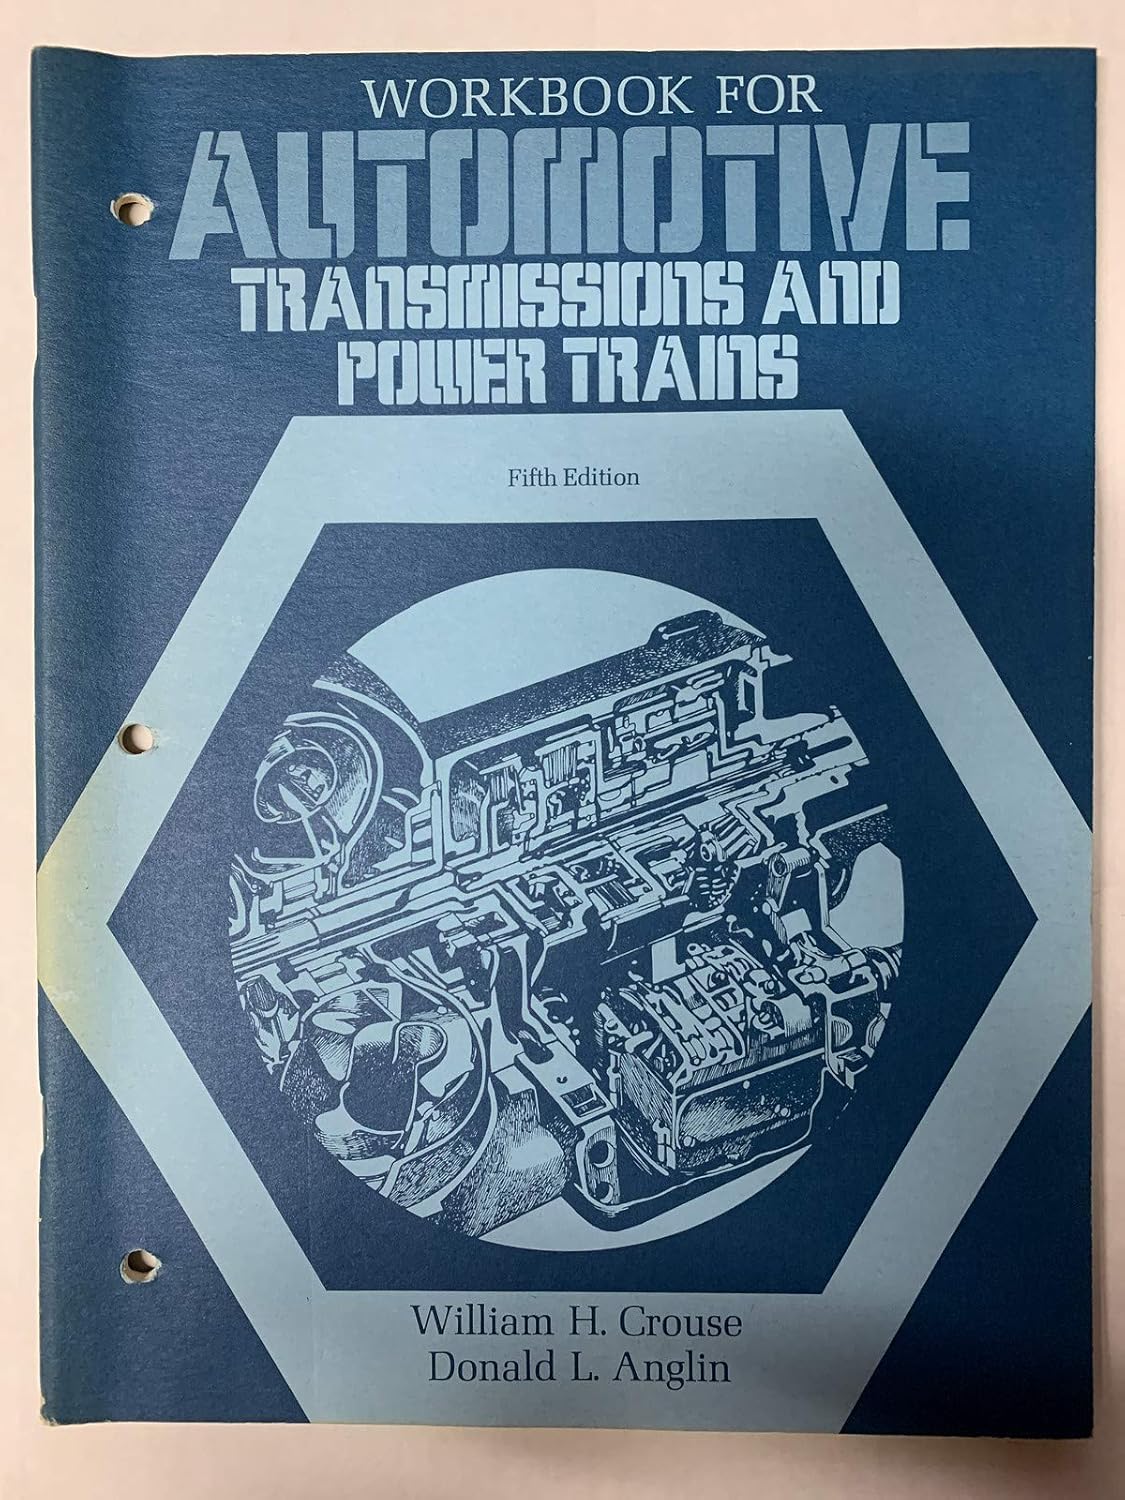 WORKBOOK FOR
AUTOMOTIVE
TRANSMISSIONS AND
POWER TRAINS
Fifth Edition
William H. Crouse
Donald L. Anglin